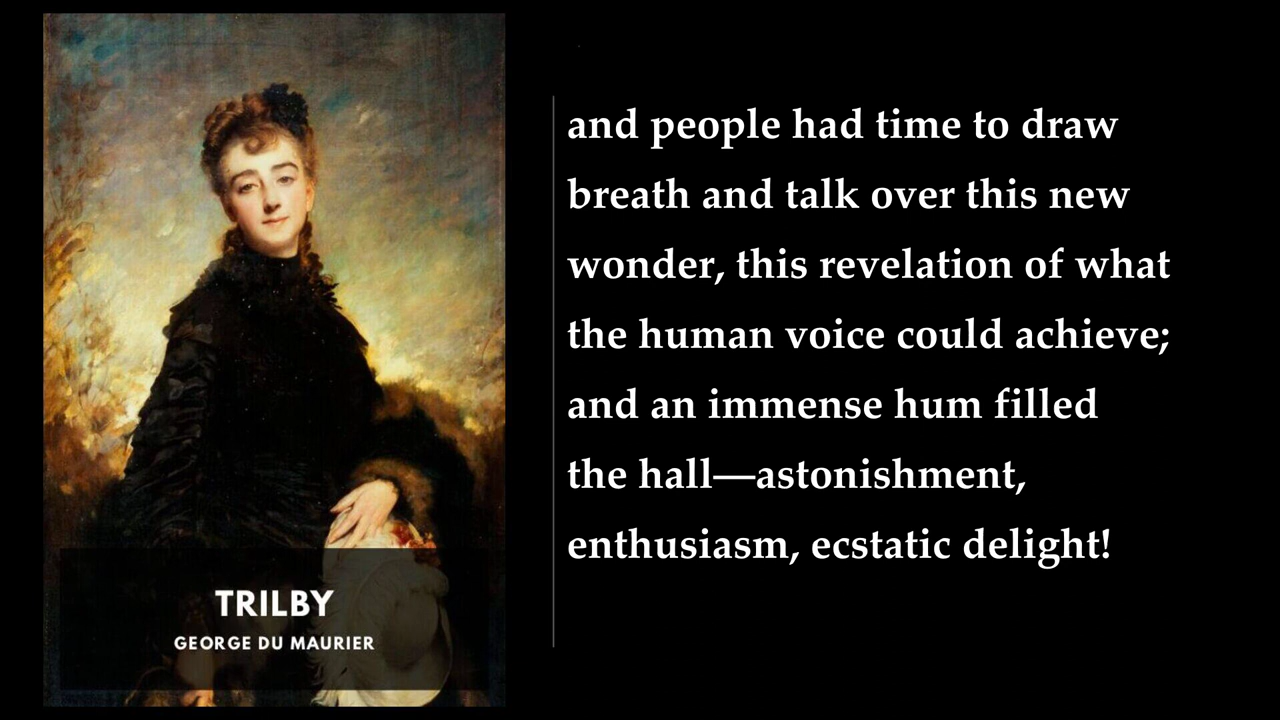 TRILBY
GEORGE DU MAURIER
and people had time to draw
breath and talk over this new
wonder, this revelation of what
the human voice could achieve;
and an immense hum filled
the hall—astonishment,
enthusiasm, ecstatic delight!